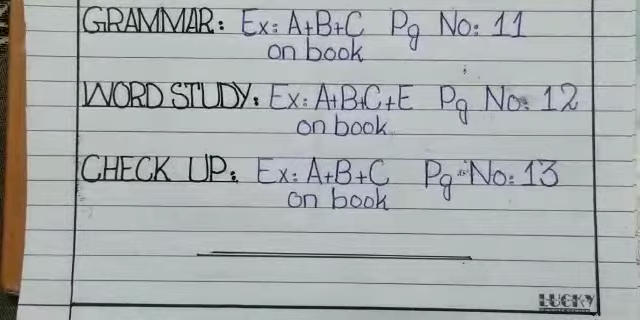 GRAMMAR: Ex: A+B+C Pg No: 11
on book
WORD STUDY: Ex: A+B+C+E Pg No: 12
on book
CHECK UP: Ex: A+B+C Pg No: 13
on book
LUCKY